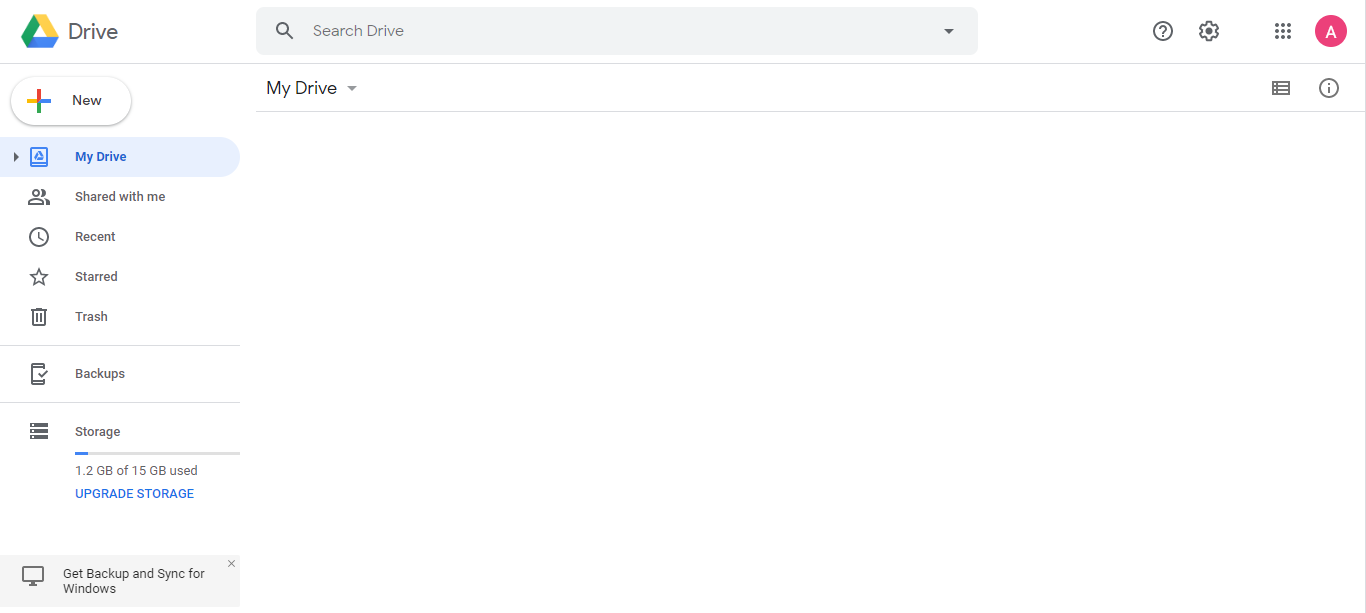 Drive
Search Drive
A
New
My Drive
My Drive
Shared with me
Recent
Starred
Trash
Backups
Storage
1.2 GB of 15 GB used
UPGRADE STORAGE
Get Backup and Sync for
Windows